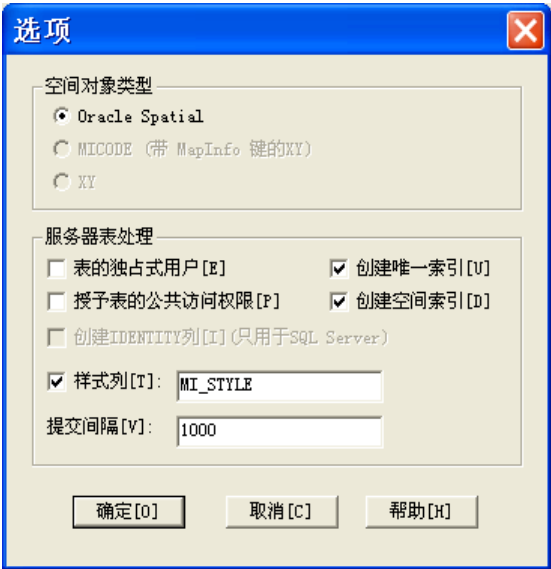 选项
空间对象类型
Oracle Spatial
MICODE (带 MapInfo 键的XY)
XY
服务器表处理
表的独占式用户[E]
创建唯一索引[U]
授予表的公共访问权限[P]
创建空间索引[D]
创建IDENTITY列[I](只用于SQL Server)
样式列[T]: MI_STYLE
提交间隔[V]: 1000
确定[O] 取消[C] 帮助[H]